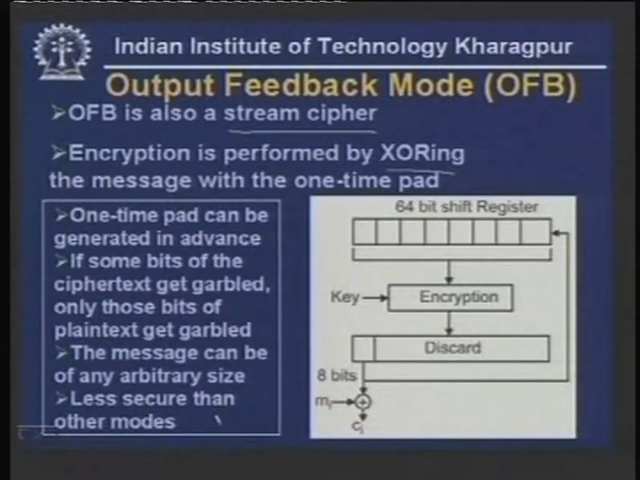 Indian Institute of Technology Kharagpur
Output Feedback Mode (OFB)
➢OFB is also a stream cipher
➢Encryption is performed by XORing
the message with the one-time pad
➢One-time pad can be
generated in advance
➢If some bits of the
ciphertext get garbled,
only those bits of
plaintext get garbled
➢The message can be
of any arbitrary size
➢Less secure than
other modes
64 bit shift Register
Key
Encryption
Discard
8 bits
mᵢ
cᵢ